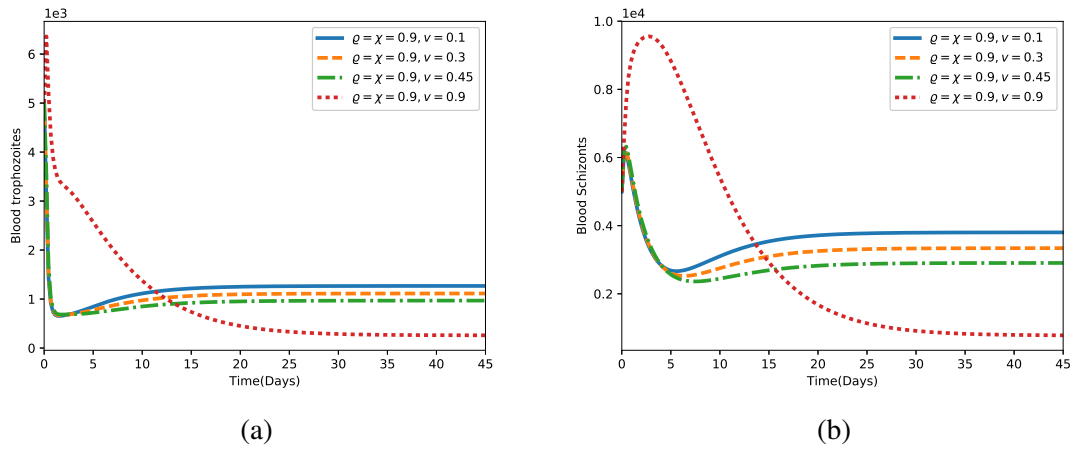 1e3
ϱ = χ = 0.9, v = 0.1
ϱ = χ = 0.9, v = 0.3
ϱ = χ = 0.9, v = 0.45
ϱ = χ = 0.9, v = 0.9
Blood trophozoites
6
5
4
3
2
1
0
0 5 10 15 20 25 30 35 40 45
Time(Days)
(a)
1e4
ϱ = χ = 0.9, v = 0.1
ϱ = χ = 0.9, v = 0.3
ϱ = χ = 0.9, v = 0.45
ϱ = χ = 0.9, v = 0.9
Blood Schizonts
1.0
0.8
0.6
0.4
0.2
0 5 10 15 20 25 30 35 40 45
Time(Days)
(b)